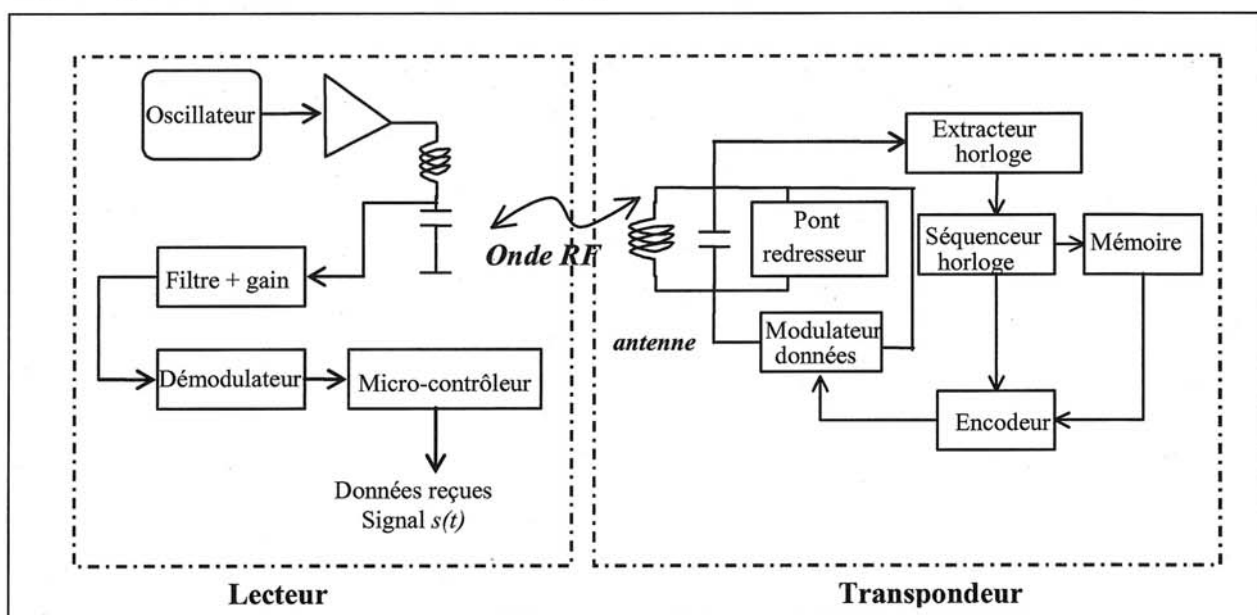 Oscillateur
Filtre + gain
Démodulateur
Micro-contrôleur
Données reçues
Signal s(t)
Lecteur
Onde RF
antenne
Extracteur
horloge
Pont
redresseur
Séquenceur
horloge
Mémoire
Modulateur
données
Encodeur
Transpondeur